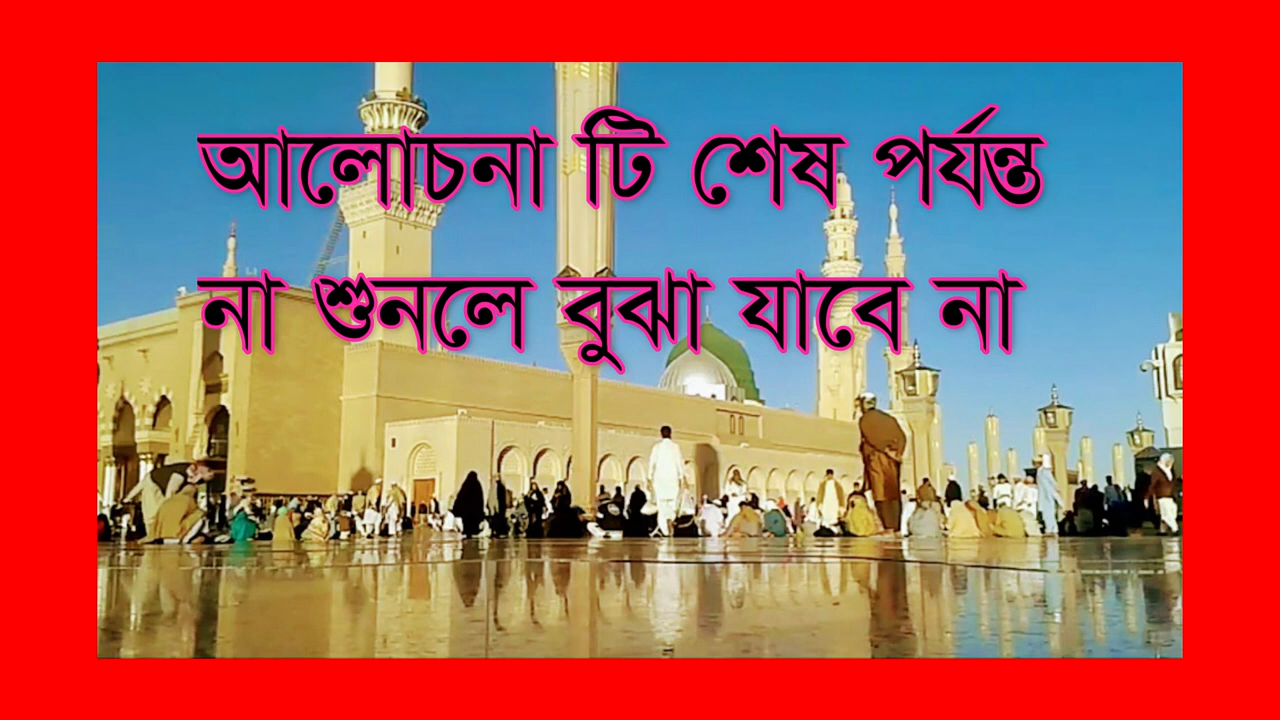 আলোচনা টি শেষ পর্যন্ত
না শুনলে বুঝা যাবে না